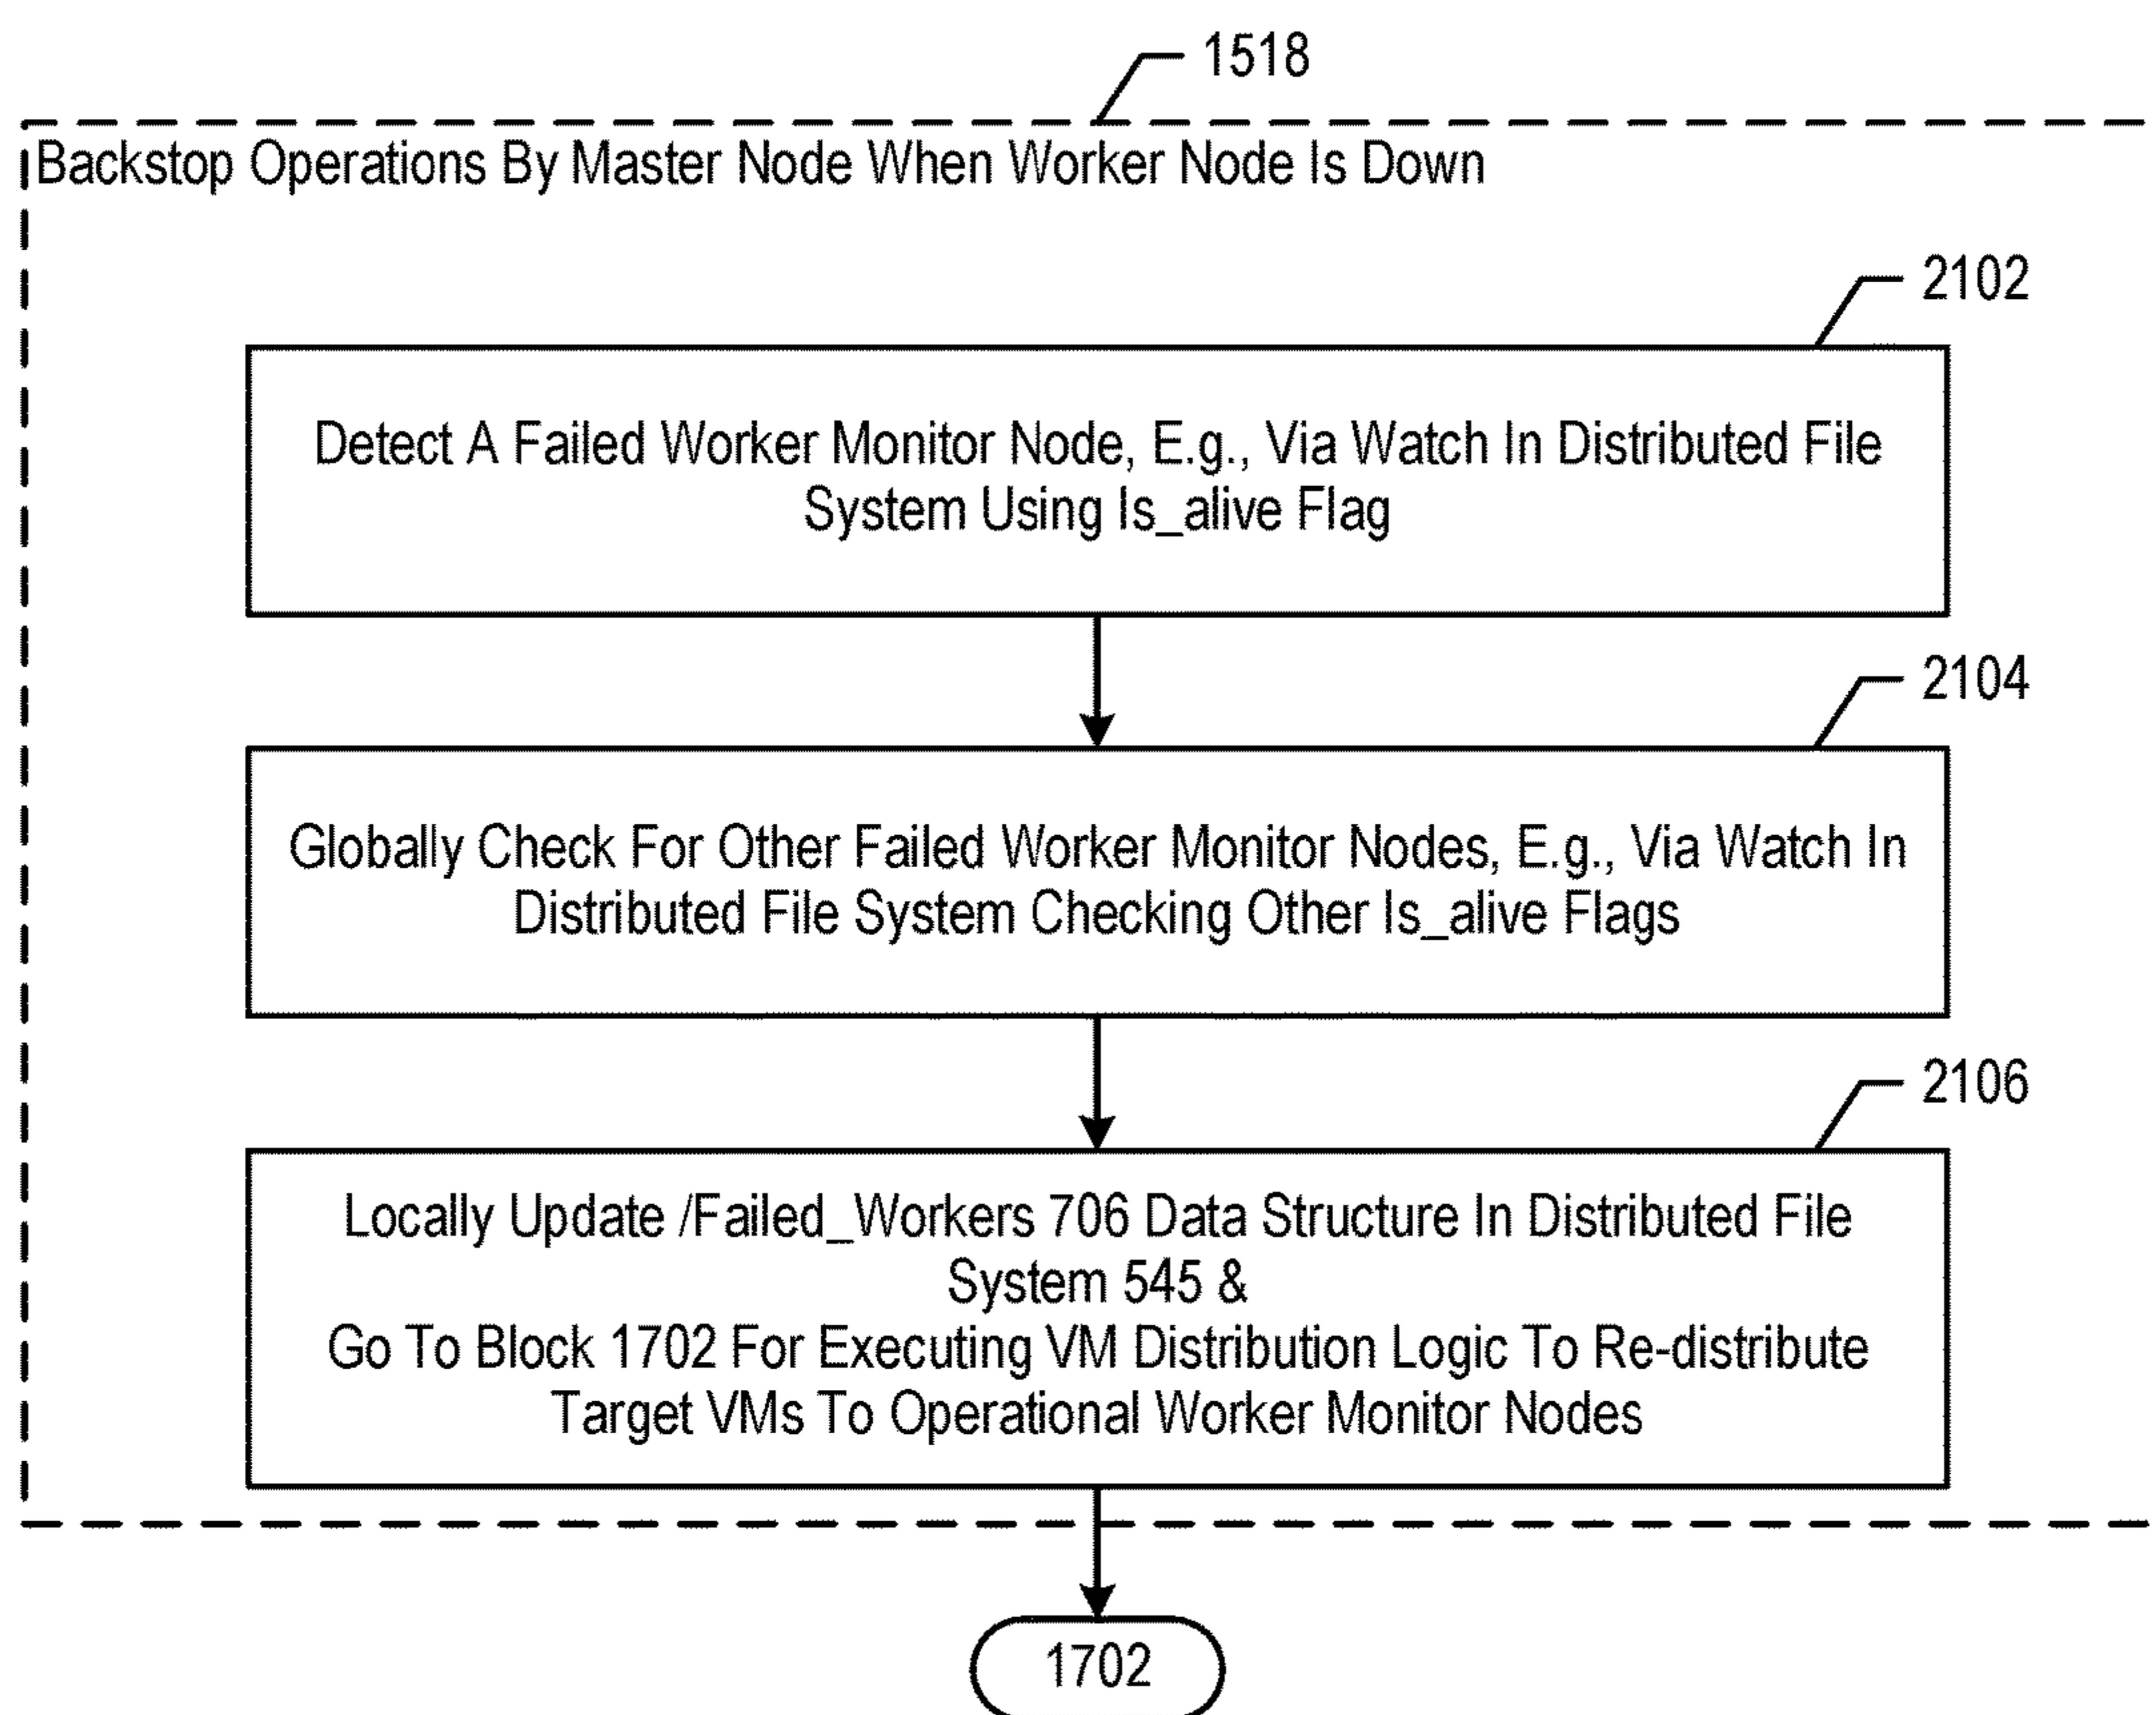 1518
Backstop Operations By Master Node When Worker Node Is Down
2102
Detect A Failed Worker Monitor Node, E.g., Via Watch In Distributed File
System Using Is_alive Flag
2104
Globally Check For Other Failed Worker Monitor Nodes, E.g., Via Watch In
Distributed File System Checking Other Is_alive Flags
2106
Locally Update /Failed_Workers 706 Data Structure In Distributed File
System 545 &
Go To Block 1702 For Executing VM Distribution Logic To Re-distribute
Target VMs To Operational Worker Monitor Nodes
1702